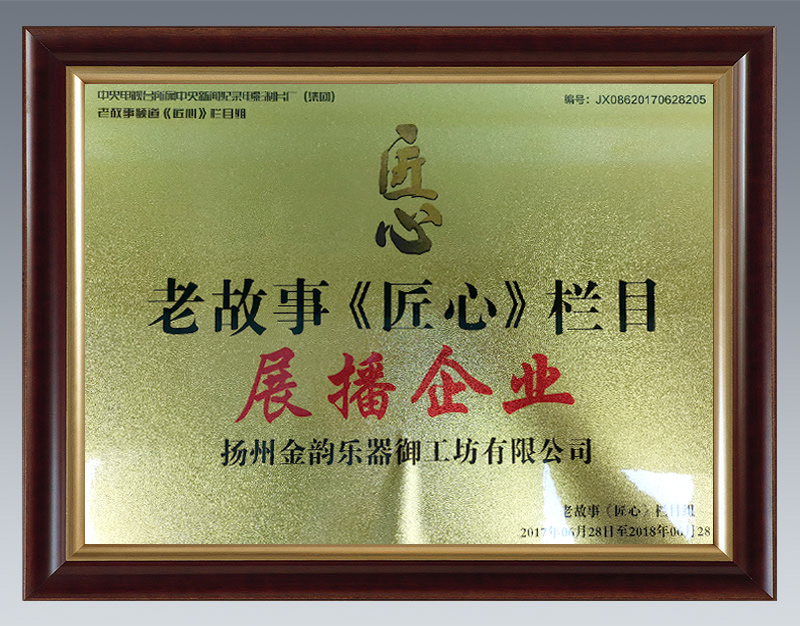 中央电视台所属中央新闻纪录电影制片厂（集团）
老故事频道《匠心》栏目组
编号：JX08620170628205
匠心
老故事《匠心》栏目
展播企业
扬州金韵乐器御工坊有限公司
老故事《匠心》栏目组
2017年06月28日至2018年06月28